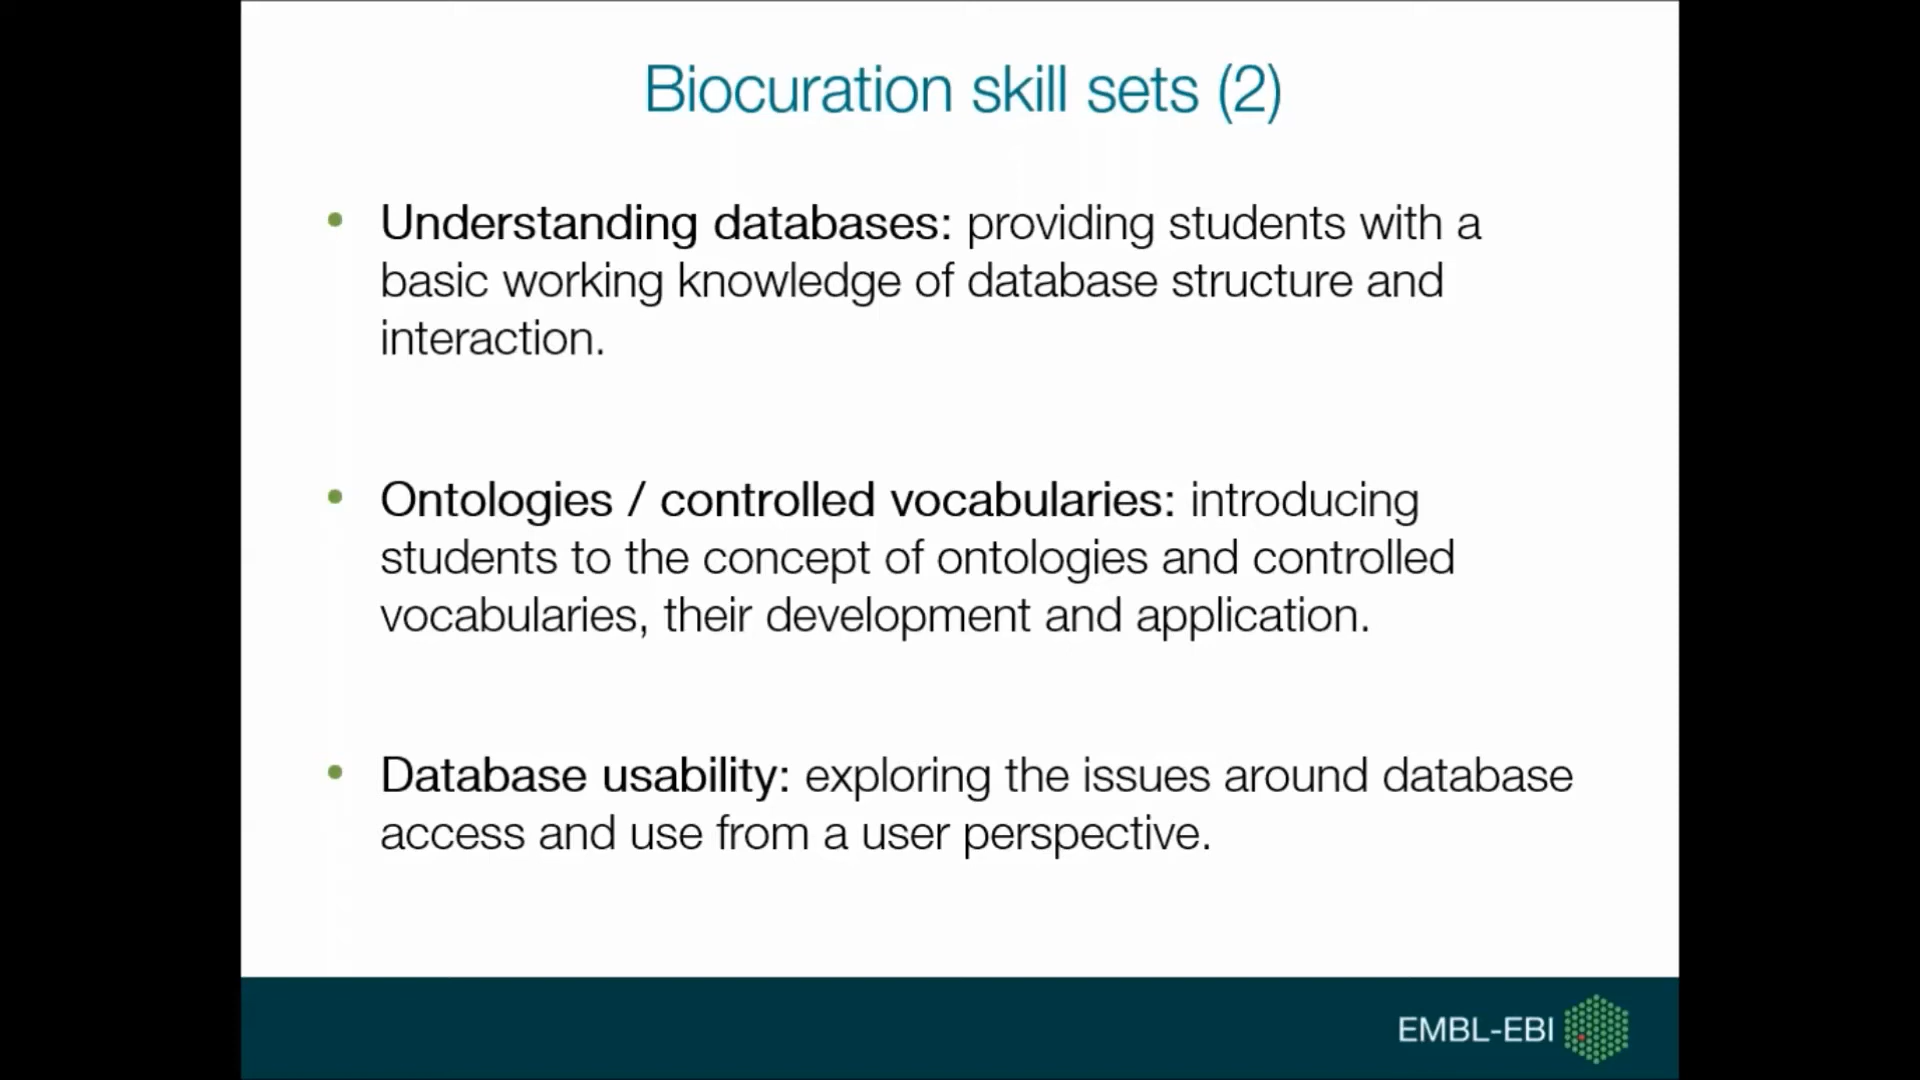 Biocuration skill sets (2)
• Understanding databases: providing students with a
basic working knowledge of database structure and
interaction.
• Ontologies / controlled vocabularies: introducing
students to the concept of ontologies and controlled
vocabularies, their development and application.
• Database usability: exploring the issues around database
access and use from a user perspective.
EMBL-EBI